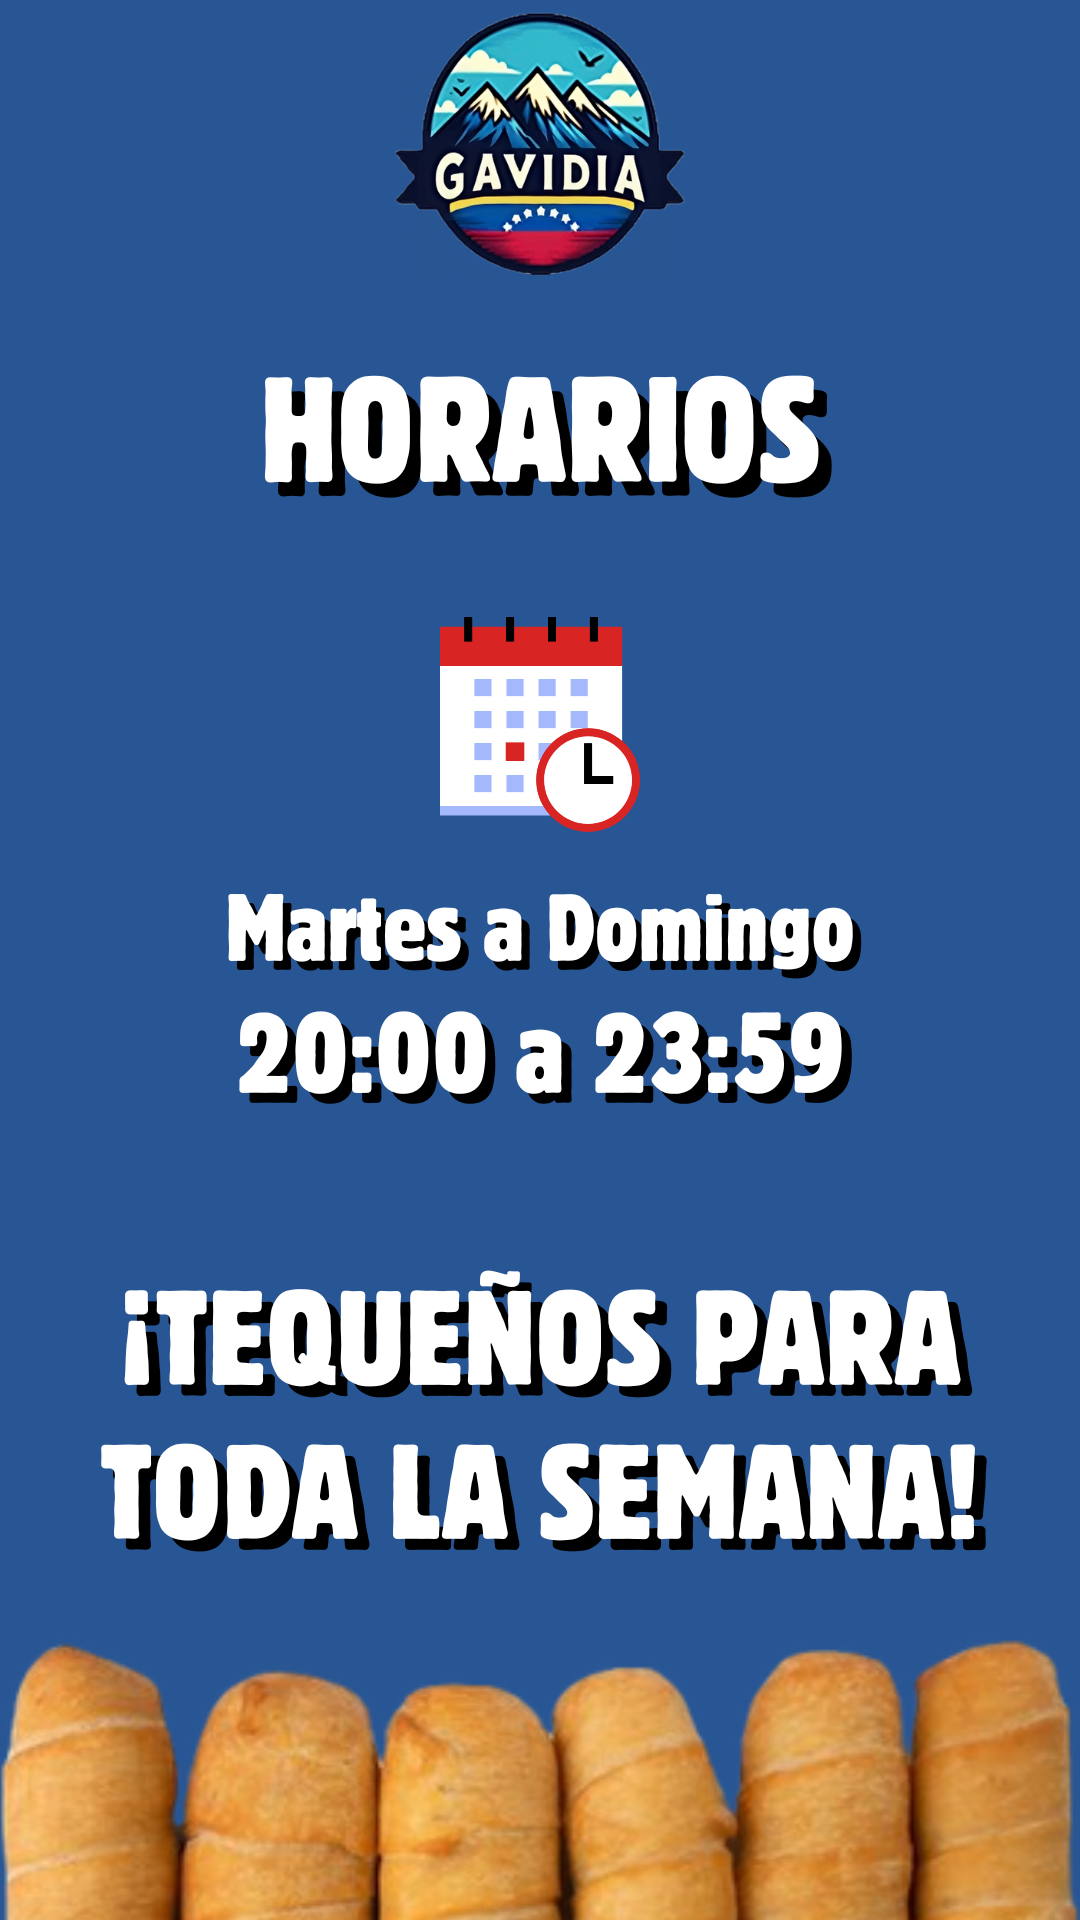 GAVIDIA
HORARIOS
Martes a Domingo
20:00 a 23:59
¡TEQUEÑOS PARA
TODA LA SEMANA!